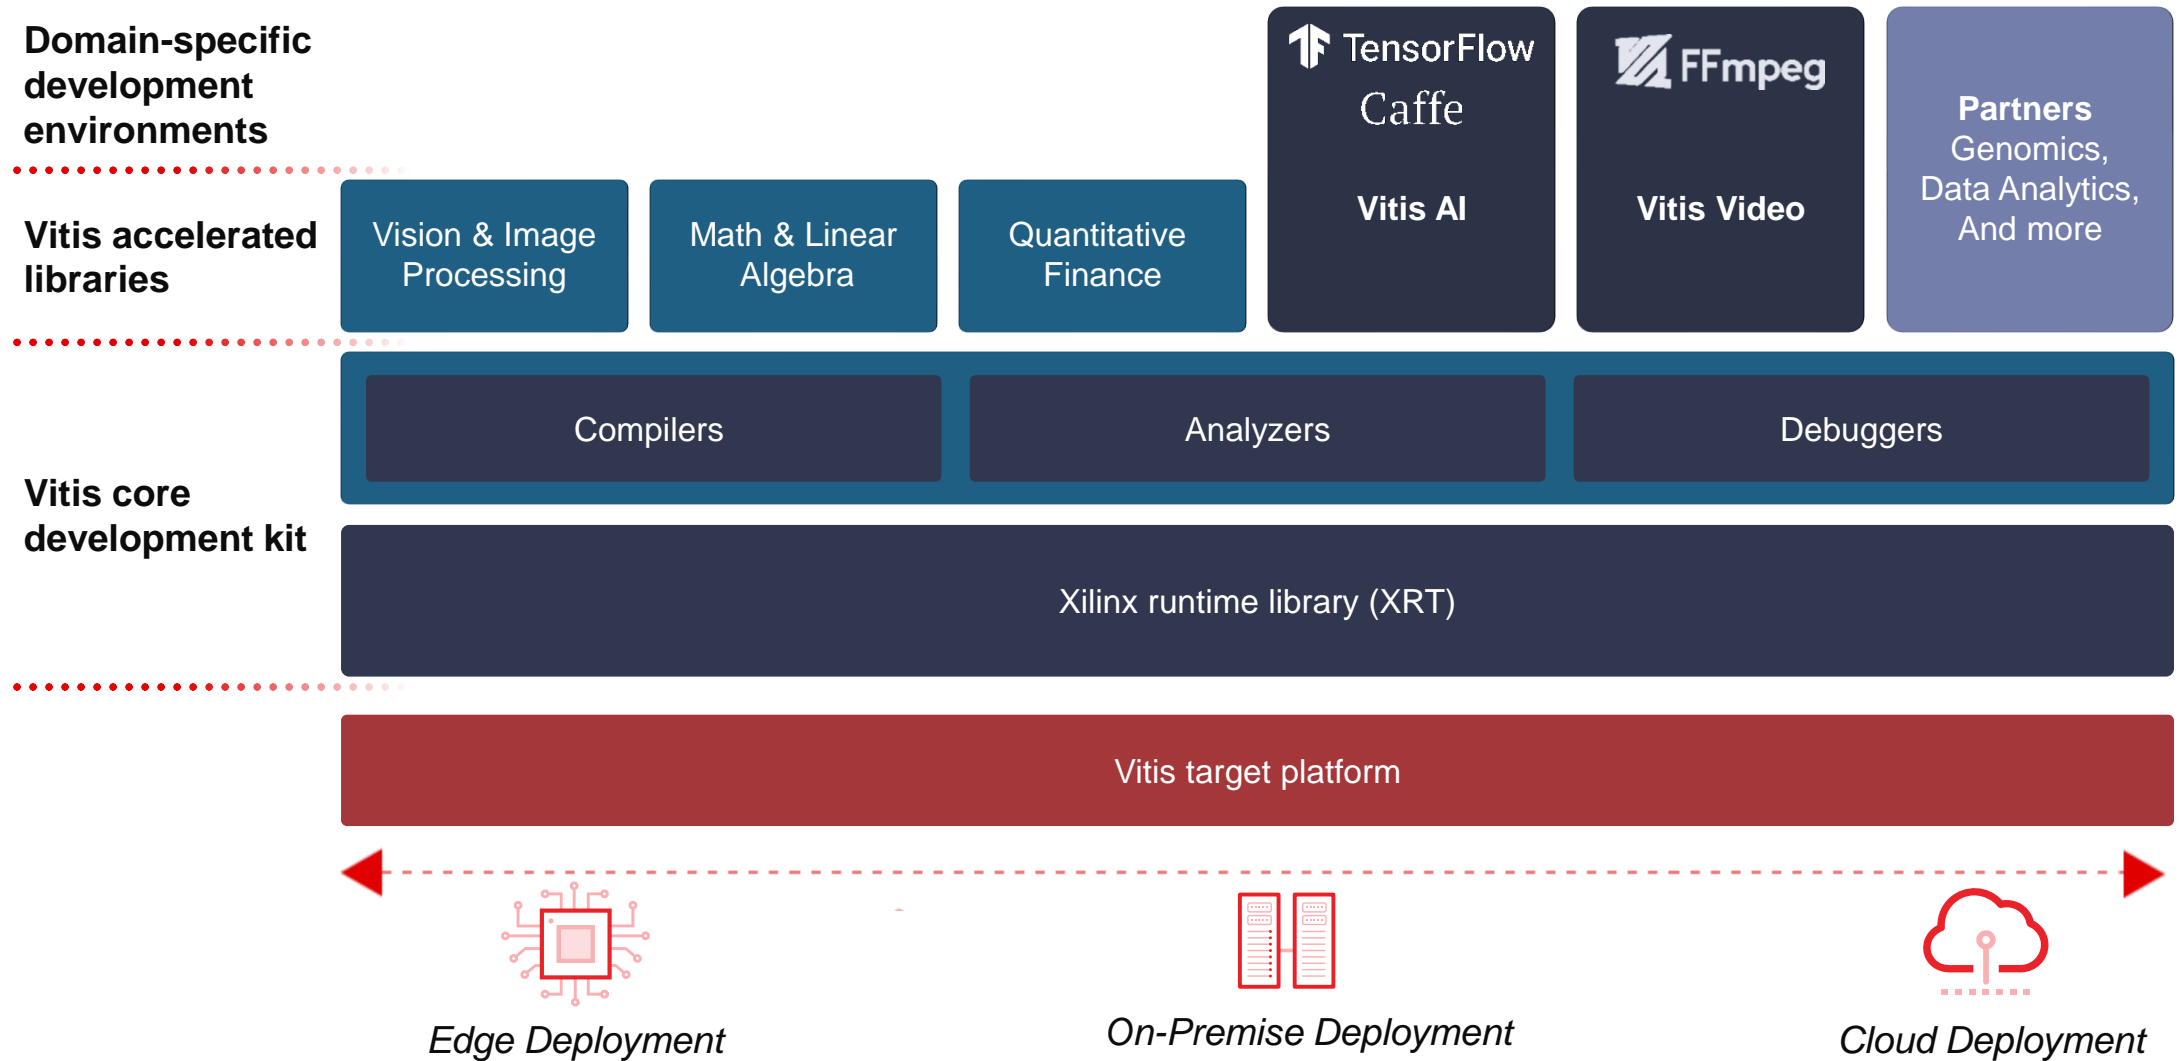 Domain-specific
development
environments
TensorFlow
Caffe
Vitis AI
FFmpeg
Vitis Video
Partners
Genomics,
Data Analytics,
And more
Vitis accelerated
libraries
Vision & Image
Processing
Math & Linear
Algebra
Quantitative
Finance
Vitis core
development kit
Compilers
Analyzers
Debuggers
Xilinx runtime library (XRT)
Vitis target platform
Edge Deployment
On-Premise Deployment
Cloud Deployment